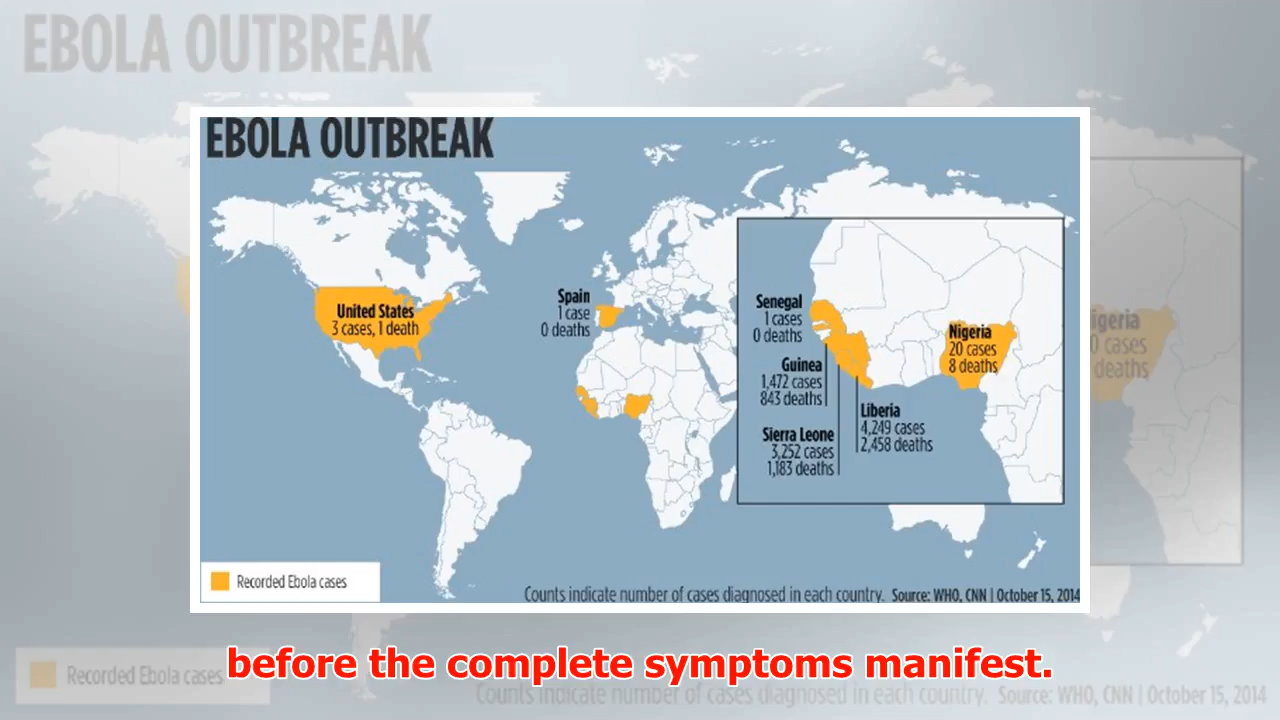 EBOLA OUTBREAK
EBOLA OUTBREAK
United States
3 cases, 1 death
Spain
1 case
0 deaths
Senegal
1 cases
0 deaths
Guinea
1,472 cases
843 deaths
Sierra Leone
3,252 cases
1,183 deaths
Liberia
4,249 cases
2,458 deaths
Nigeria
20 cases
8 deaths
igeria
0 cases
deaths
Recorded Ebola cases
Counts indicate number of cases diagnosed in each country. Source: WHO, CNN | October 15, 2014
before the complete symptoms manifest.
Recorded Ebola cases
Counts indicate number of cases diagnosed in each country. Source: WHO, CNN | October 15, 2014